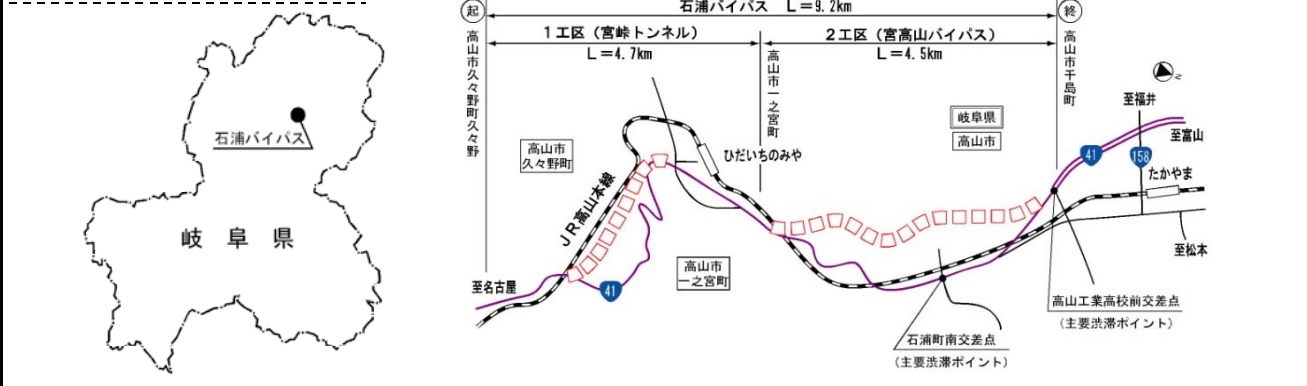 石浦バイパス
岐阜県
石浦バイパス L=9.2km
起
終
1工区(宮峠トンネル)
L=4.7km
2工区(宮高山バイパス)
L=4.5km
高山市久々野町久々野
高山市一之宮町
高山市千島町
N
岐阜県
高山市
至福井
至富山
41
158
たかやま
至松本
高山市
久々野町
ひだいちのみや
JR高山本線
高山市
一之宮町
至名古屋
41
高山工業高校前交差点
(主要渋滞ポイント)
石浦町南交差点
(主要渋滞ポイント)